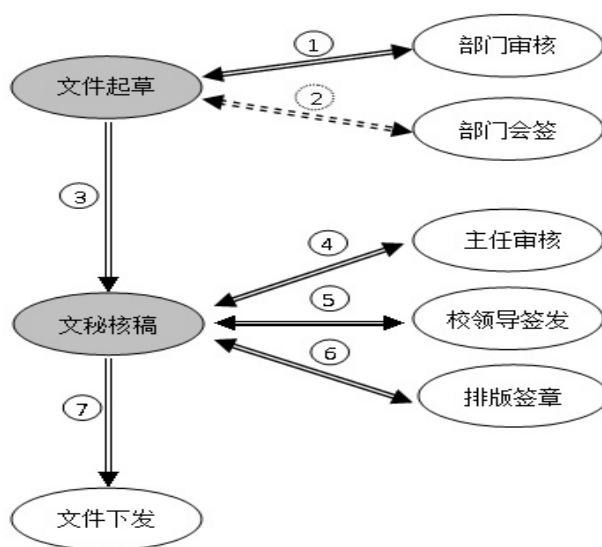 ①
部门审核
文件起草
②
部门会签
③
④
主任审核
⑤
文秘核稿
校领导签发
⑥
排版签章
⑦
文件下发